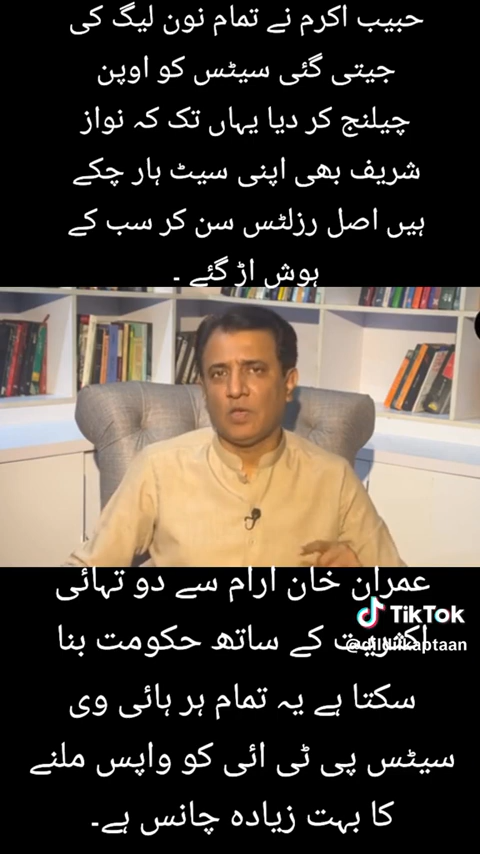 حبیب اکرم نے تمام نون لیگ کی
جیتی گئی سیٹس کو اوپن
چیلنج کر دیا یہاں تک کہ نواز
شریف بھی اپنی سیٹ ہار چکے
ہیں اصل رزلٹس سن کر سب کے
ہوش اڑ گئے ۔
عمران خان آرام سے دو تہائی
TikTok
اکثریت کے ساتھ حکومت بنا
@dildilkaptaan
سکتا ہے یہ تمام ہر ہائی وی
سیٹس پی ٹی ائی کو واپس ملنے
کا بہت زیادہ چانس ہے۔